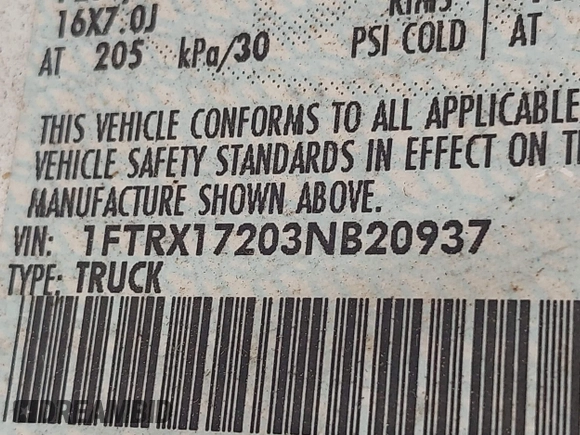 16X7.0J
AT 205 kPa/30 PSI COLD AT
THIS VEHICLE CONFORMS TO ALL APPLICABLE
VEHICLE SAFETY STANDARDS IN EFFECT ON
MANUFACTURE SHOWN ABOVE.
VIN: 1FTRX17203NB20937
TYPE: TRUCK
DREAMBID